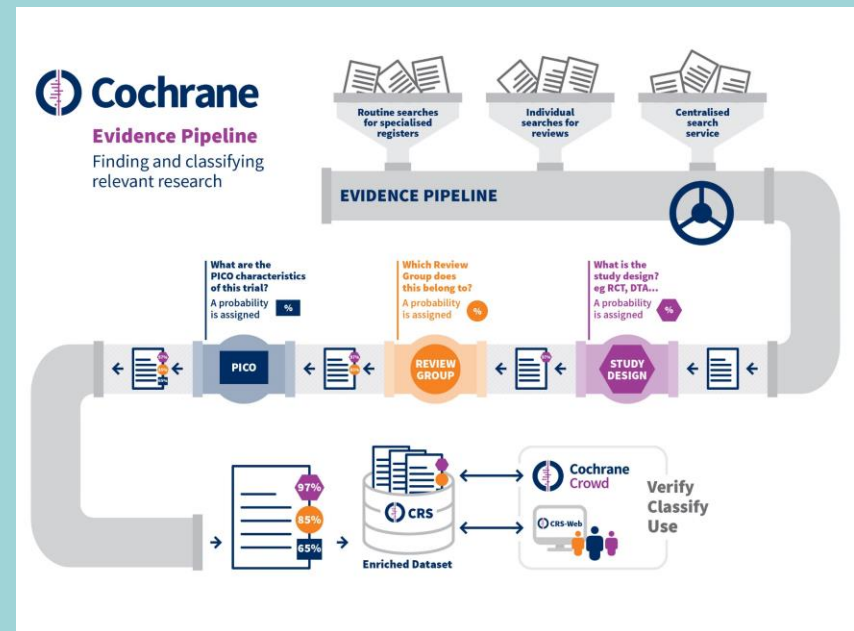 Cochrane
Evidence Pipeline
Finding and classifying
relevant research
Routine searches
for specialised
registers
Individual
searches for
reviews
Centralised
search
service
EVIDENCE PIPELINE
What are the
PICO characteristics
of this trial?
A probability
is assigned
%
Which Review
Group does
this belong to?
A probability
is assigned
%
What is the
study design?
eg RCT, DTA...
A probability
is assigned
%
PICO
REVIEW
GROUP
STUDY
DESIGN
97%
85%
65%
CRS
Enriched Dataset
Cochrane
Crowd
CRS-Web
Verify
Classify
Use